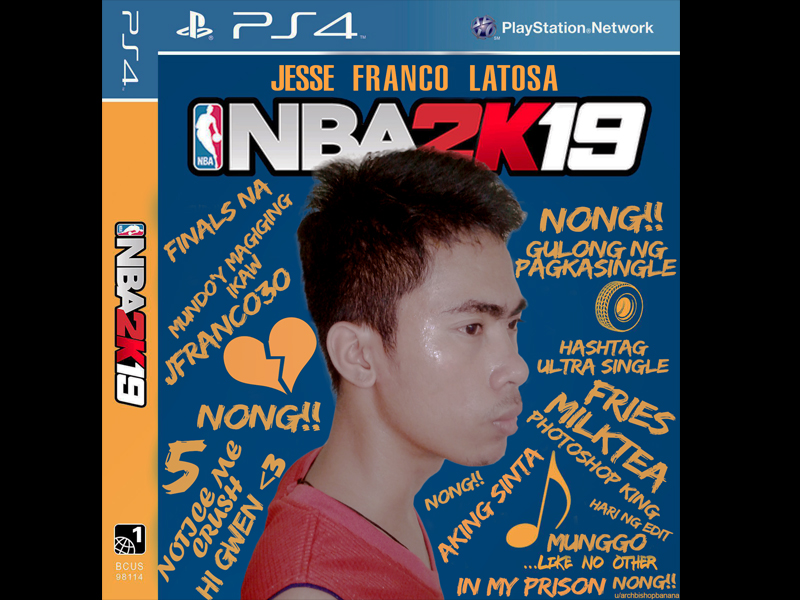 PS4
PS4
PlayStation®Network
JESSE FRANCO LATOSA
NBA
NBA2K19
NBA2K19
FINALS NA
MUNDO'Y MAGIGING
IKAW
JFRANCO30
NONG!!
5
NOTICE ME
CRUSH
HI GWEN <3
NONG!!
GULONG NG
PAGKASINGLE
HASHTAG
ULTRA SINGLE
FRIES
MILKTEA
PHOTOSHOP KING
HARI NG EDIT
NONG!!
AKING SINTA
MUNGGO
...LIKE NO OTHER
IN MY PRISON NONG!!
u/archbishopbanana
1
BCUS
98114